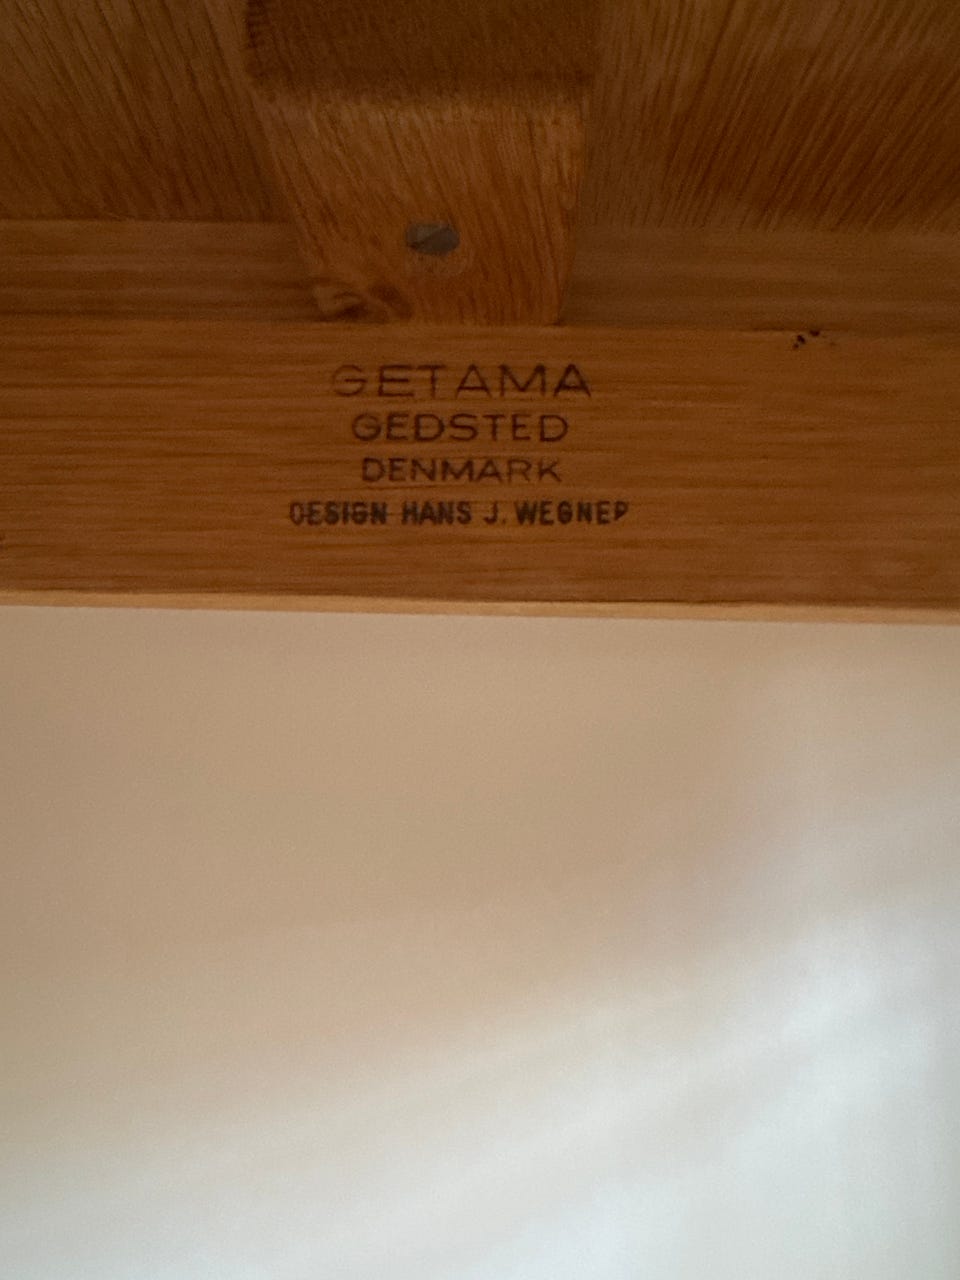 GETAMA
GEDSTED
DENMARK
DESIGN HANS J. WEGNER